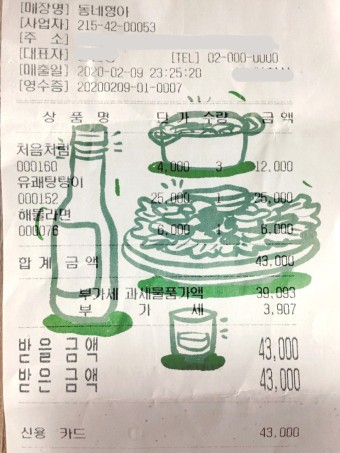 [매장명] 동네형아
[사업자] 215-42-00053
[주 소]
[대표자] [TEL] 02-000-0000
[매출일] 2020-02-09 23:25:20
[영수증] 20200209-01-0007
상 품 명 단 가 수량 금 액
처음처럼
000160 4,000 3 12,000
유쾌탕탕이
000152 25,000 1 25,000
해물라면
000076 6,000 1 6,000
합 계 금 액 43,000
부가세 과세물품가액 39,093
부 가 세 3,907
받 을 금 액 43,000
받 은 금 액 43,000
신용 카드 43,000